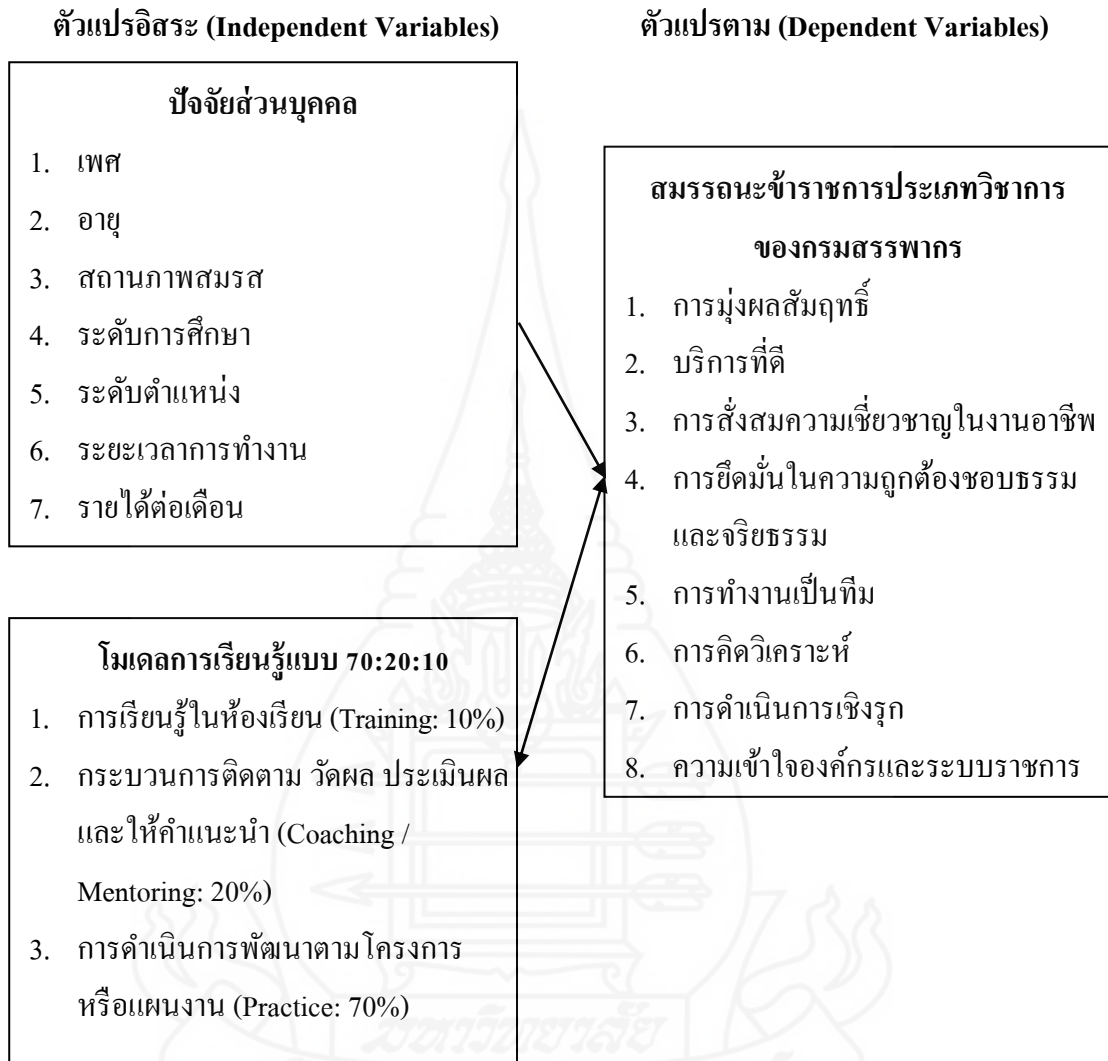 ตัวแปรอิสระ (Independent Variables)
ปัจจัยส่วนบุคคล
1. เพศ
2. อายุ
3. สถานภาพสมรส
4. ระดับการศึกษา
5. ระดับตำแหน่ง
6. ระยะเวลาการทำงาน
7. รายได้ต่อเดือน
โมเดลการเรียนรู้แบบ 70:20:10
1. การเรียนรู้ในห้องเรียน (Training: 10%)
2. กระบวนการติดตาม วัดผล ประเมินผล
และให้คำแนะนำ (Coaching /
Mentoring: 20%)
3. การดำเนินการพัฒนาตามโครงการ
หรือแผนงาน (Practice: 70%)
ตัวแปรตาม (Dependent Variables)
สมรรถนะข้าราชการประเภทวิชาการ
ของกรมสรรพากร
1. การมุ่งผลสัมฤทธิ์
2. บริการที่ดี
3. การสั่งสมความเชี่ยวชาญในงานอาชีพ
4. การยึดมั่นในความถูกต้องชอบธรรม
และจริยธรรม
5. การทำงานเป็นทีม
6. การคิดวิเคราะห์
7. การดำเนินการเชิงรุก
8. ความเข้าใจองค์กรและระบบราชการ